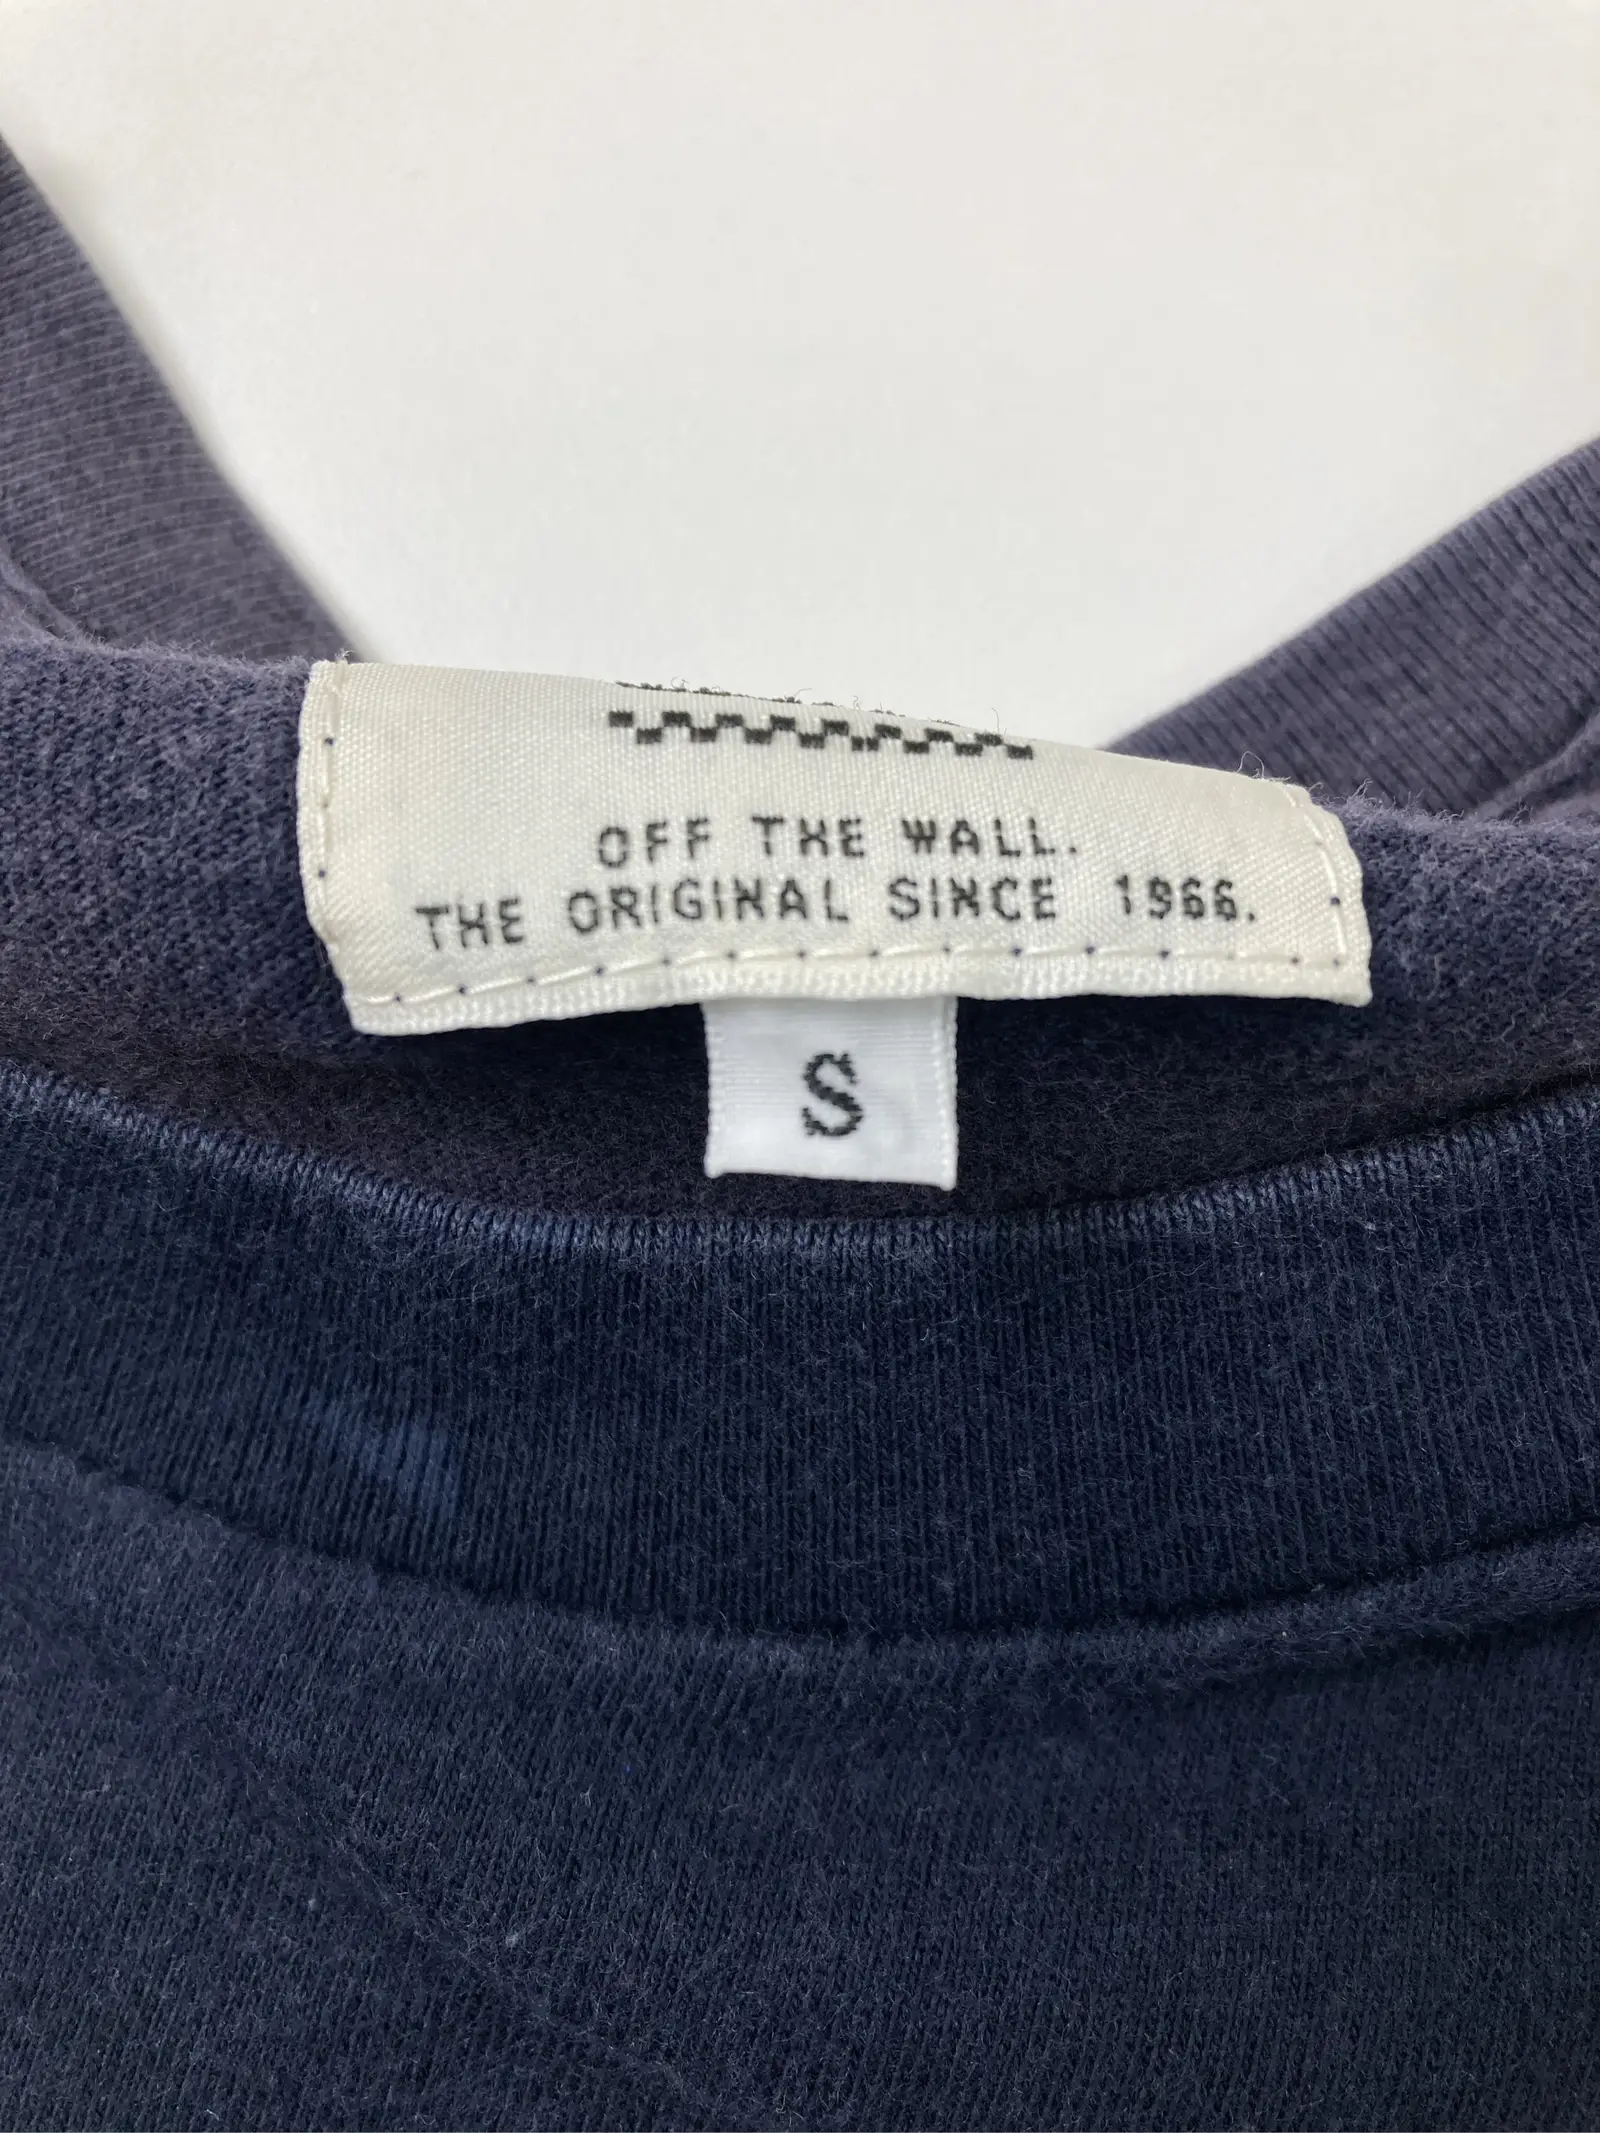 OFF THE WALL.
THE ORIGINAL SINCE 1966.
S